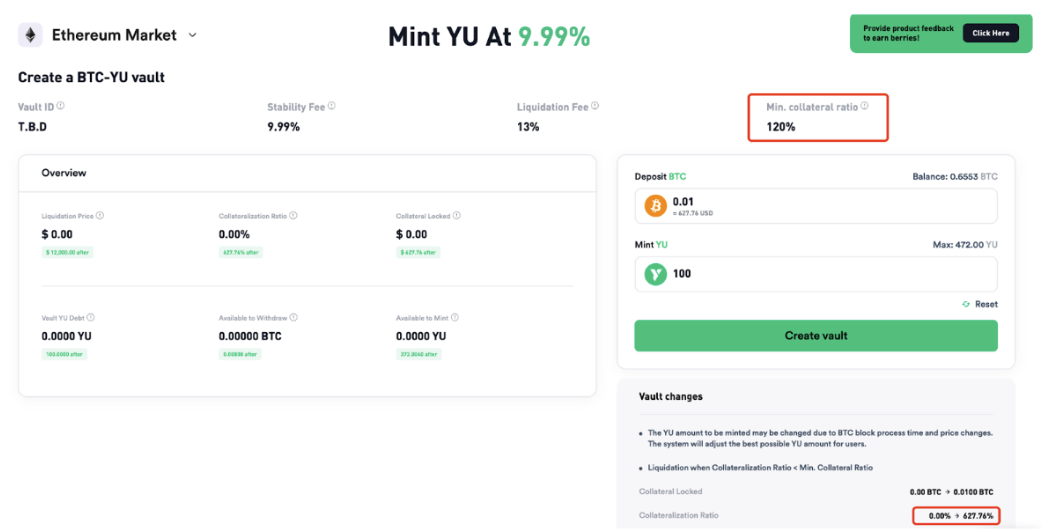 Ethereum Market
Mint YU At 9.99%
Provide product feedback
to earn berries!
Click Here
Create a BTC-YU vault
Vault ID
Stability Fee
Liquidation Fee
Min. collateral ratio
T.B.D
9.99%
13%
120%
Overview
Liquidation Price
Collateralization Ratio
Collateral Locked
$ 0.00
0.00%
$ 0.00
$ 12,000.00 after
627.76% after
$ 627.76 after
Vault YU Debt
Available to Withdraw
Available to Mint
0.0000 YU
0.00000 BTC
0.0000 YU
100.0000 after
372.8040 after
Deposit BTC
Balance: 0.6553 BTC
0.01
≈ 627.76 USD
Mint YU
Max: 472.00 YU
100
Reset
Create vault
Vault changes
• The YU amount to be minted may be changed due to BTC block process time and price changes.
The system will adjust the best possible YU amount for users.
• Liquidation when Collateralization Ratio < Min. Collateral Ratio
Collateral Locked
0.00 BTC → 0.0100 BTC
Collateralization Ratio
0.00% → 627.76%